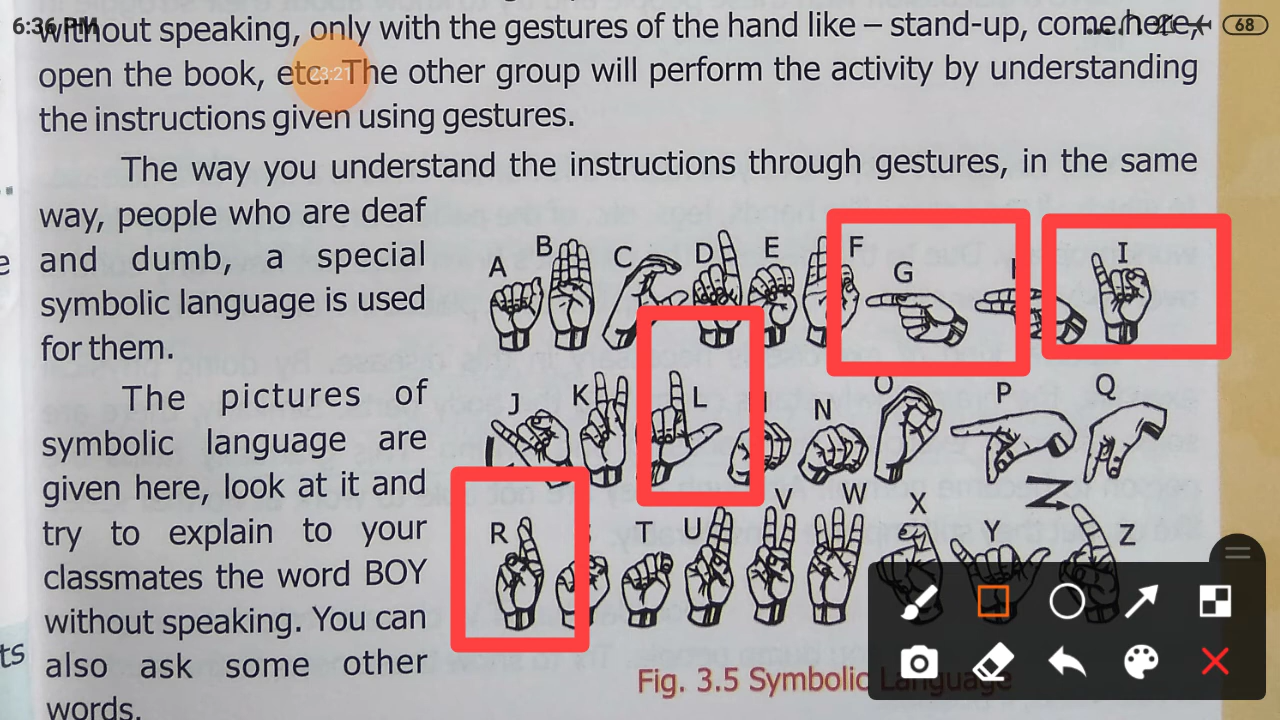 6:36 PM
68
without speaking, only with the gestures of the hand like – stand-up, come here,
23:21
open the book, etc. The other group will perform the activity by understanding
the instructions given using gestures.
The way you understand the instructions through gestures, in the same
way, people who are deaf
and dumb, a special
symbolic language is used
for them.
The pictures of
symbolic language are
given here, look at it and
try to explain to your
classmates the word BOY
without speaking. You can
also ask some other
words.
A B C D E F G I
J K L N O P Q
R T U V W X Y Z
Z
Fig. 3.5 Symbolic Language
ts
e